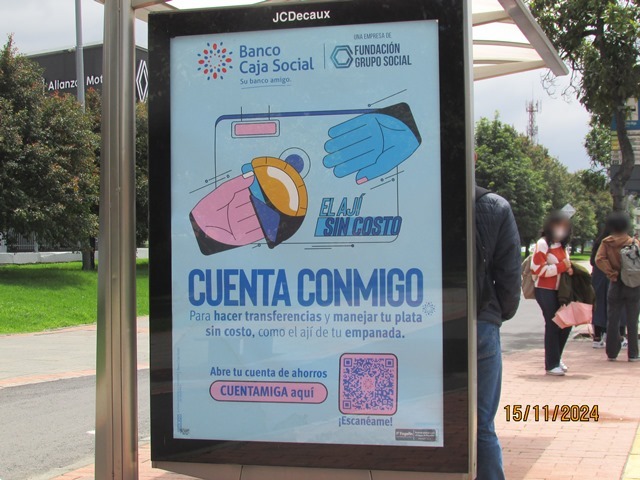 JCDecaux
Alianza Mot
Banco
Caja Social
Su banco amigo.
UNA EMPRESA DE
FUNDACIÓN
GRUPO SOCIAL
EL AJÍ
SIN COSTO
CUENTA CONMIGO
Para hacer transferencias y manejar tu plata
sin costo, como el ají de tu empanada.
Abre tu cuenta de ahorros
CUENTAMIGA aquí
¡Escanéame!
15/11/2024